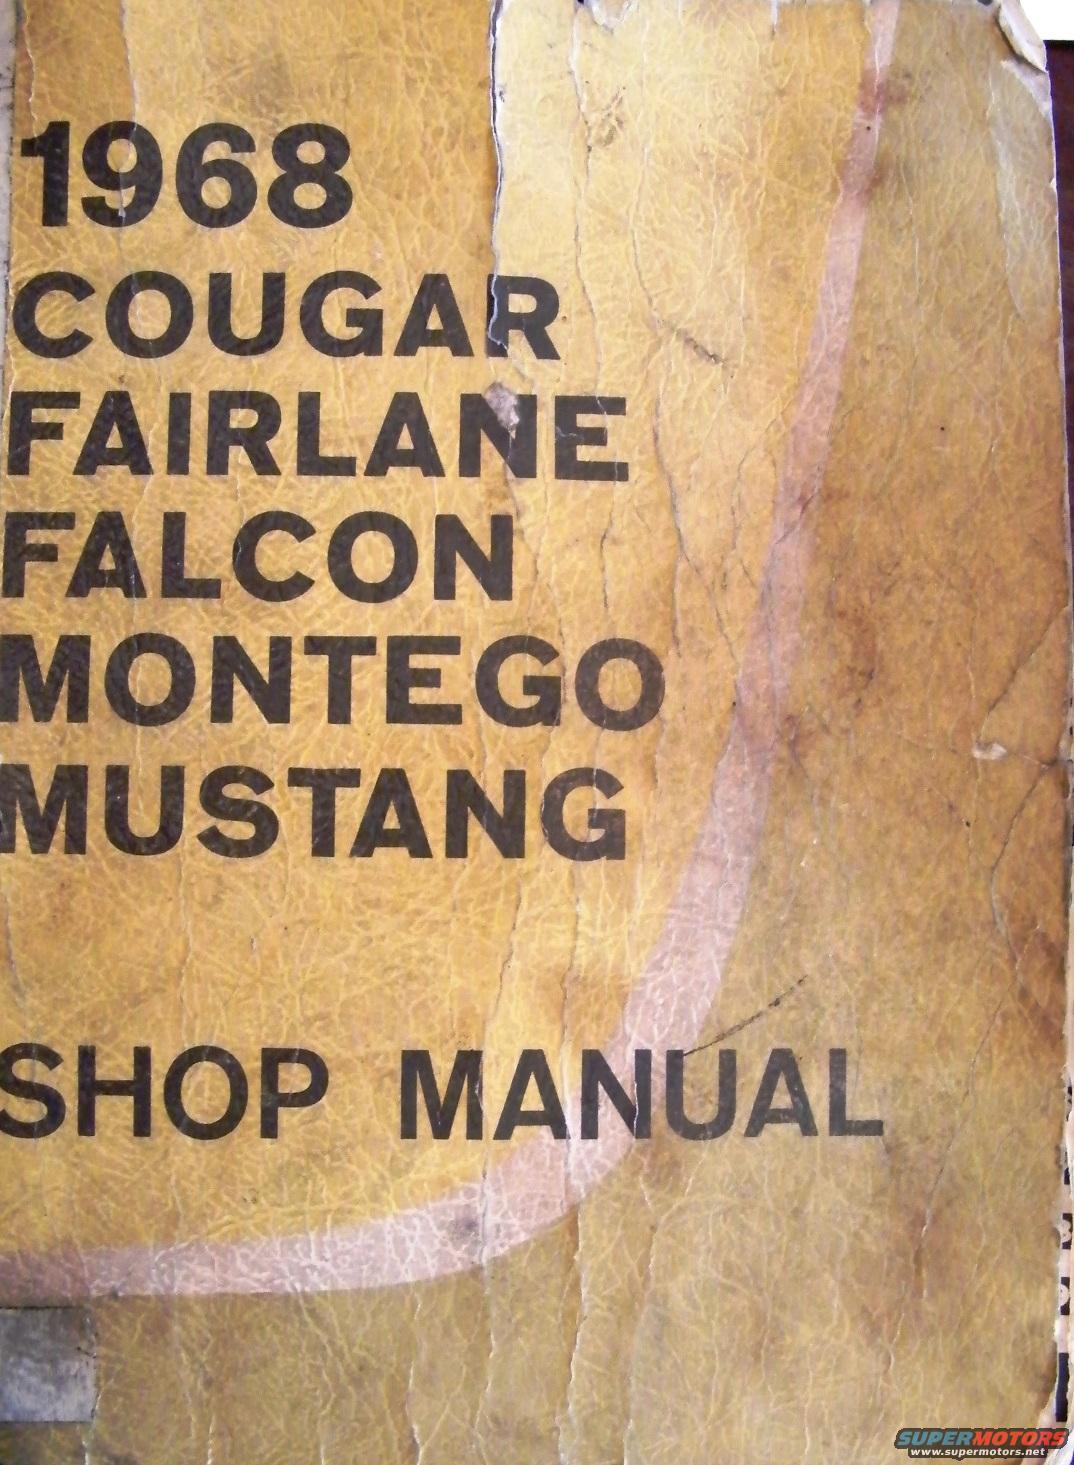 1968
COUGAR
FAIRLANE
FALCON
MONTEGO
MUSTANG
SHOP MANUAL
SUPERMOTORS
www.supermotors.net